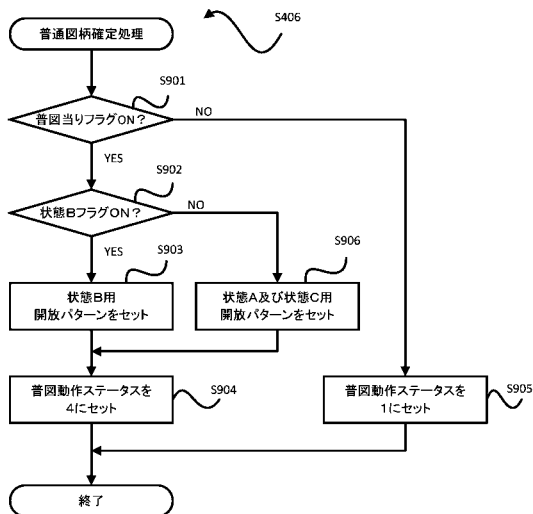 普通図柄確定処理
S406
S901
普図当りフラグON？
NO
YES
S902
状態BフラグON？
NO
YES
S903
S906
状態B用
開放パターンをセット
状態A及び状態C用
開放パターンをセット
普図動作ステータスを
4にセット
S904
普図動作ステータスを
1にセット
S905
終了